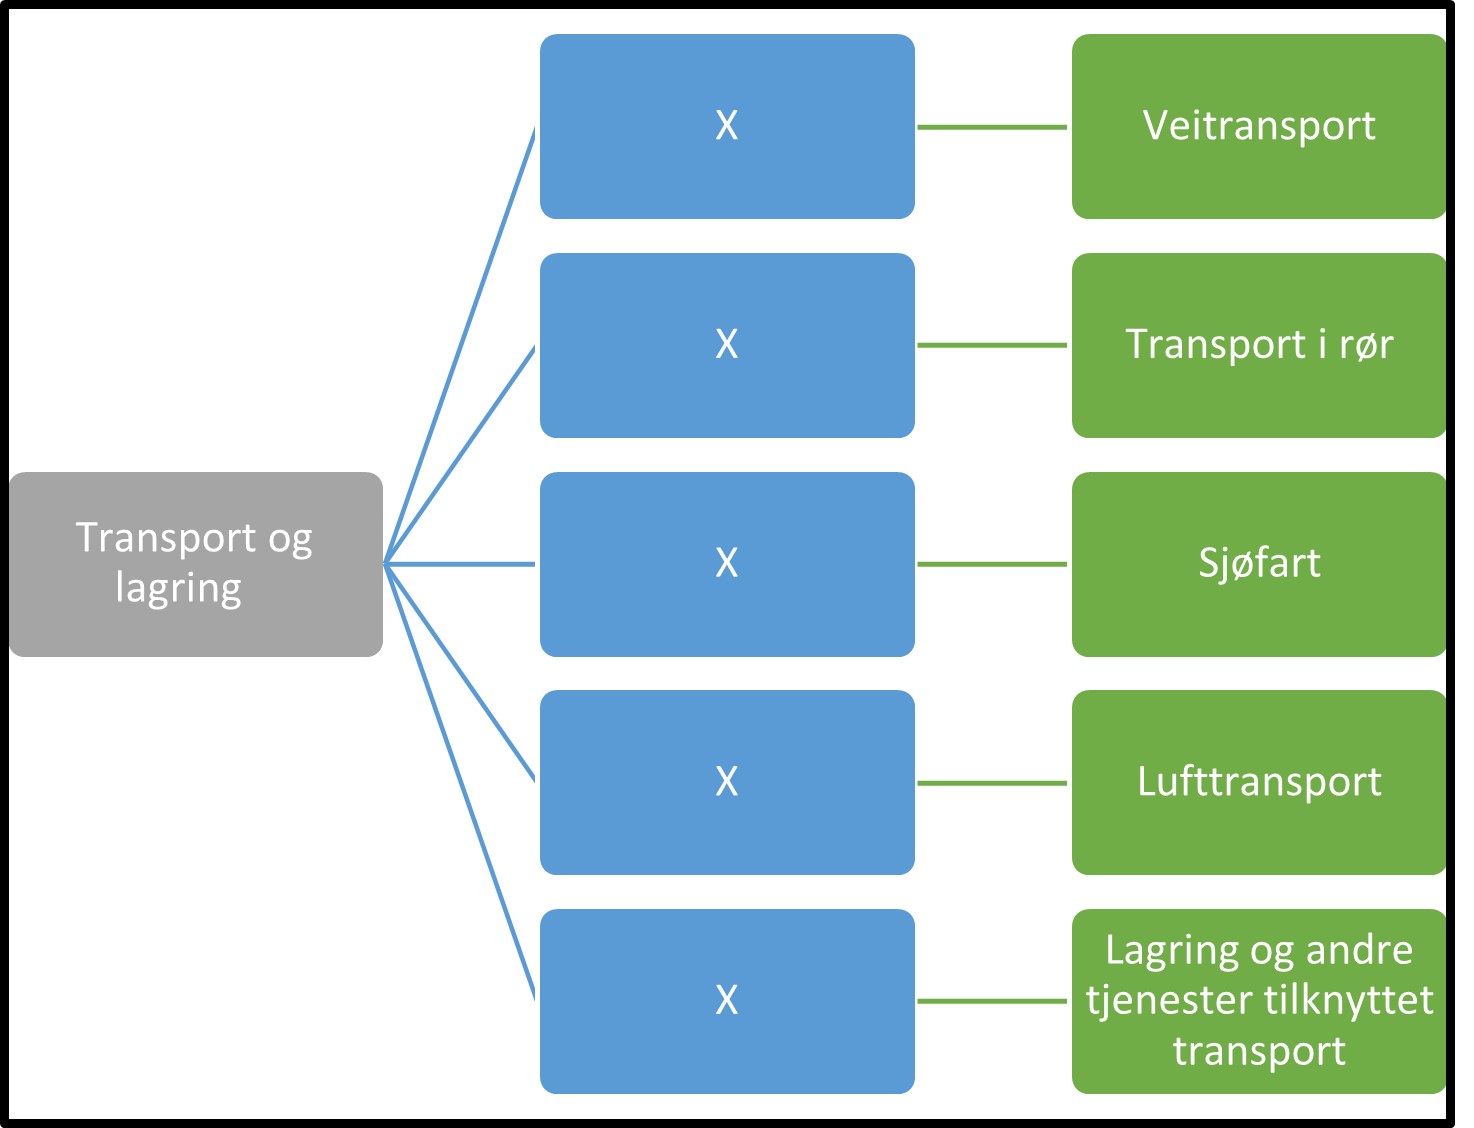 X
Veitransport
X
Transport i rør
Transport og
lagring
X
Sjøfart
X
Lufttransport
X
Lagring og andre
tjenester tilknyttet
transport